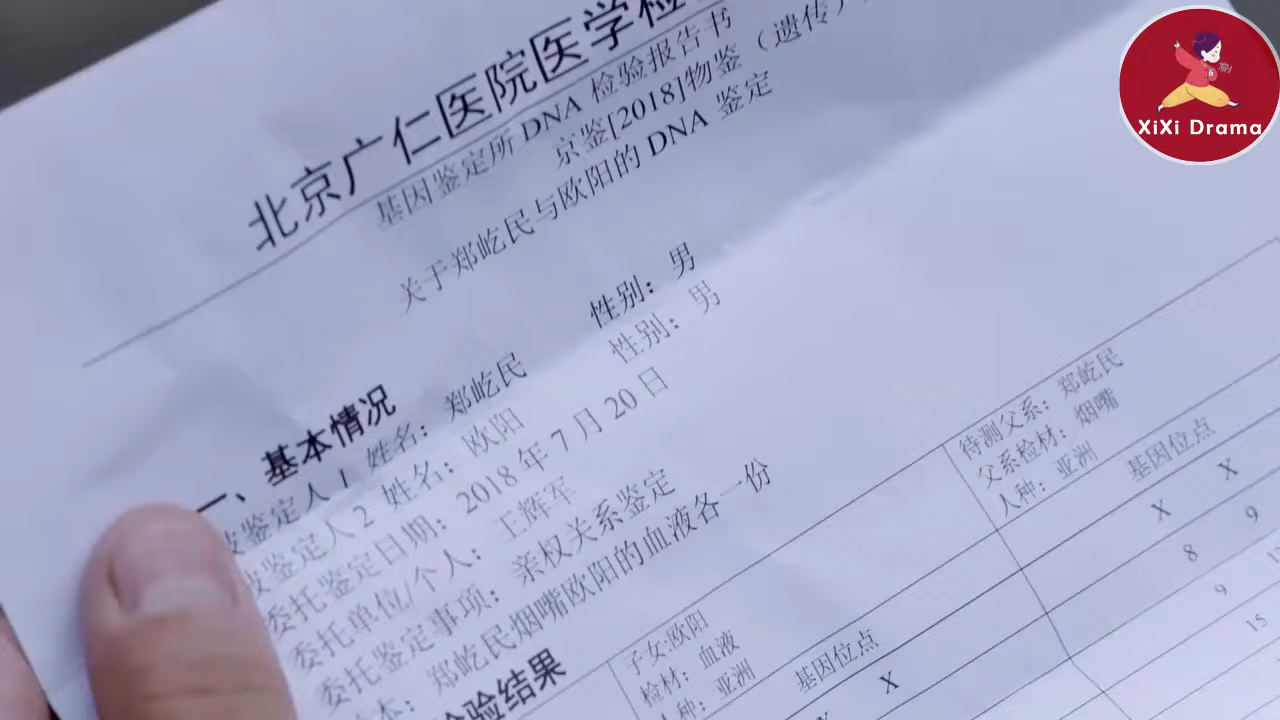 北京广仁医院医学检
基因鉴定所 DNA 检验报告书
京鉴[2018]物鉴（遗传）
关于郑屹民与欧阳的 DNA 鉴定
一、基本情况
被鉴定人 1 姓名：郑屹民 性别：男
被鉴定人 2 姓名：欧阳 性别：男
委托鉴定日期：2018 年 7 月 20 日
委托单位/个人：王辉军
委托鉴定事项：亲权关系鉴定
本：郑屹民烟嘴欧阳的血液各一份
检验结果
子女:欧阳
检材：血液
人种：亚洲
基因位点
X
待测父系：郑屹民
父系检材：烟嘴
人种：亚洲
基因位点
X X
8 9
9
15
XiXi Drama